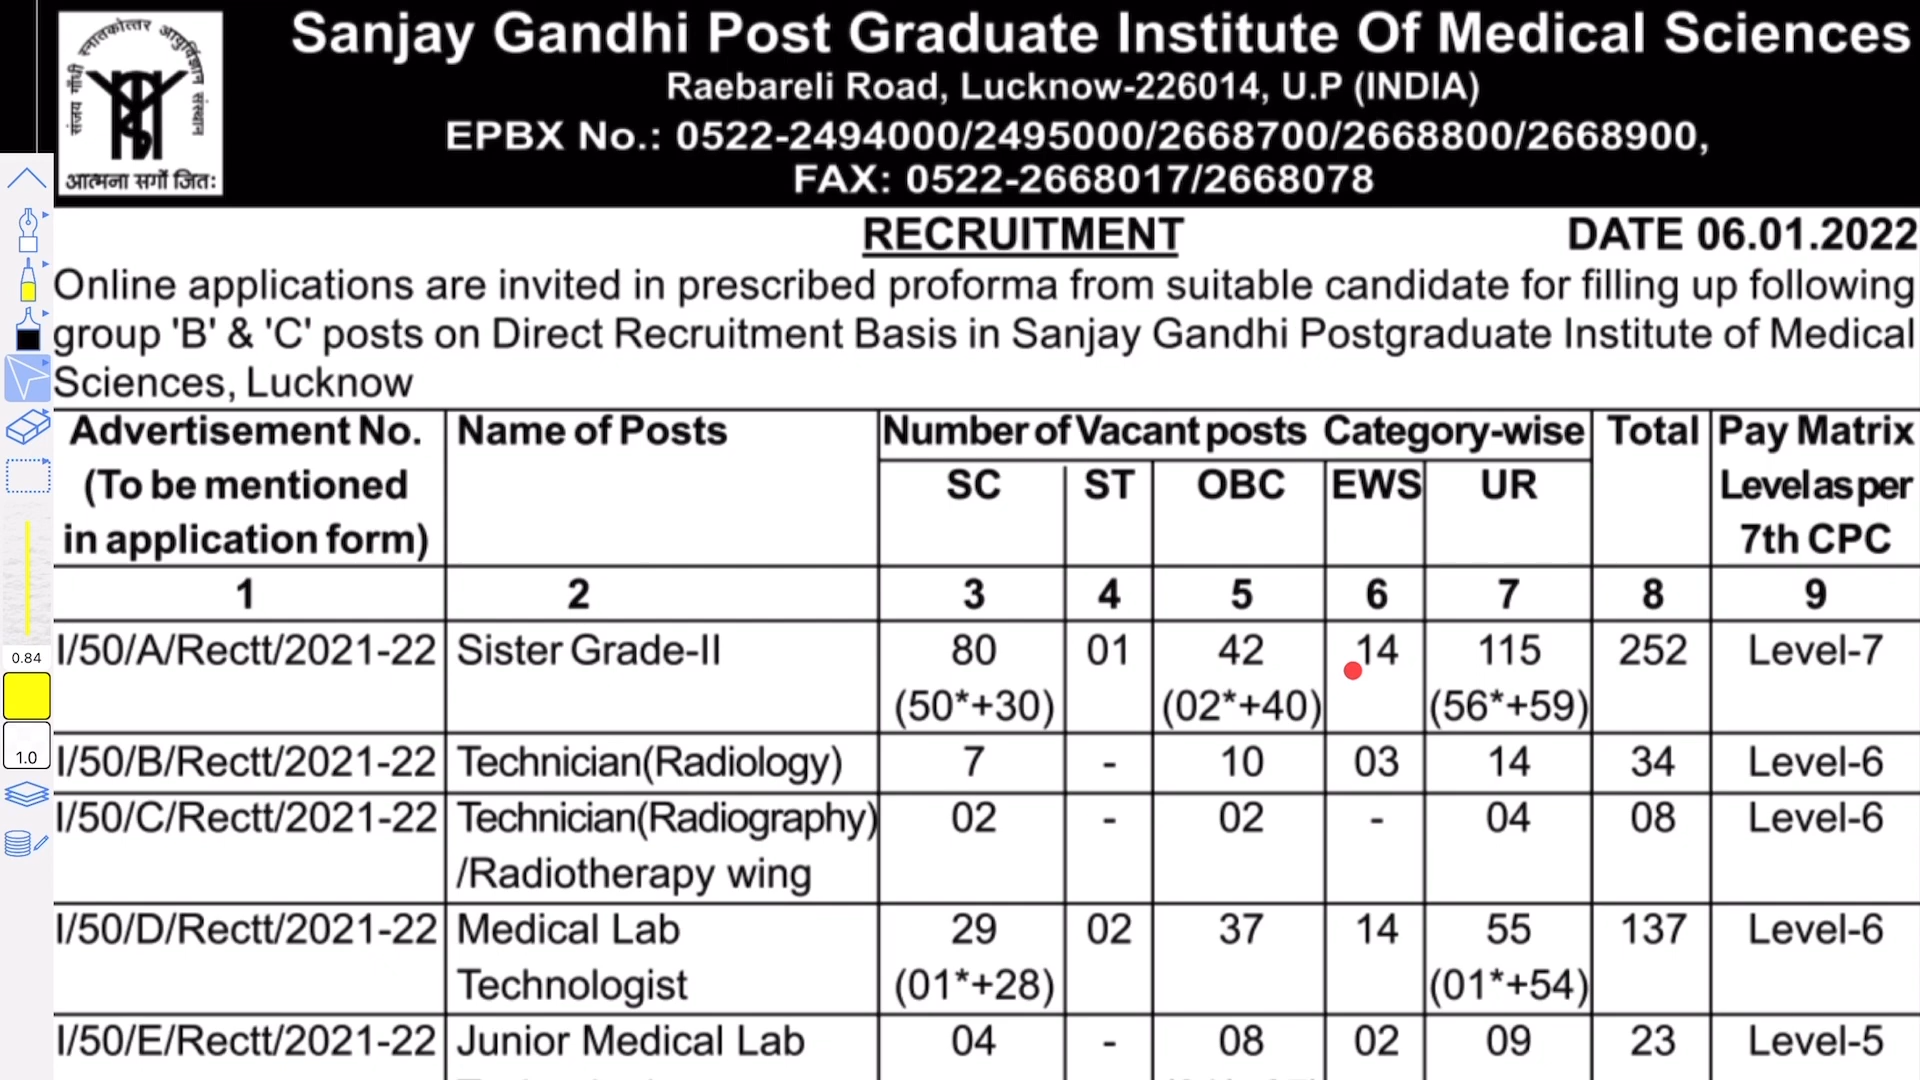 संजय गाँधी स्नातकोत्तर आयुर्विज्ञान संस्थान
आत्मना सर्गो जितः
Sanjay Gandhi Post Graduate Institute Of Medical Sciences
Raebareli Road, Lucknow-226014, U.P (INDIA)
EPBX No.: 0522-2494000/2495000/2668700/2668800/2668900,
FAX: 0522-2668017/2668078
RECRUITMENT DATE 06.01.2022
Online applications are invited in prescribed proforma from suitable candidate for filling up following
group 'B' & 'C' posts on Direct Recruitment Basis in Sanjay Gandhi Postgraduate Institute of Medical
Sciences, Lucknow
Advertisement No. Name of Posts Number of Vacant posts Category-wise Total Pay Matrix
(To be mentioned SC ST OBC EWS UR Level as per
in application form) 7th CPC
1 2 3 4 5 6 7 8 9
I/50/A/Rectt/2021-22 Sister Grade-II 80 01 42 14 115 252 Level-7
(50*+30) (02*+40) (56*+59)
I/50/B/Rectt/2021-22 Technician(Radiology) 7 - 10 03 14 34 Level-6
I/50/C/Rectt/2021-22 Technician(Radiography) 02 - 02 - 04 08 Level-6
/Radiotherapy wing
I/50/D/Rectt/2021-22 Medical Lab 29 02 37 14 55 137 Level-6
Technologist (01*+28) (01*+54)
I/50/E/Rectt/2021-22 Junior Medical Lab 04 - 08 02 09 23 Level-5
0.84
1.0